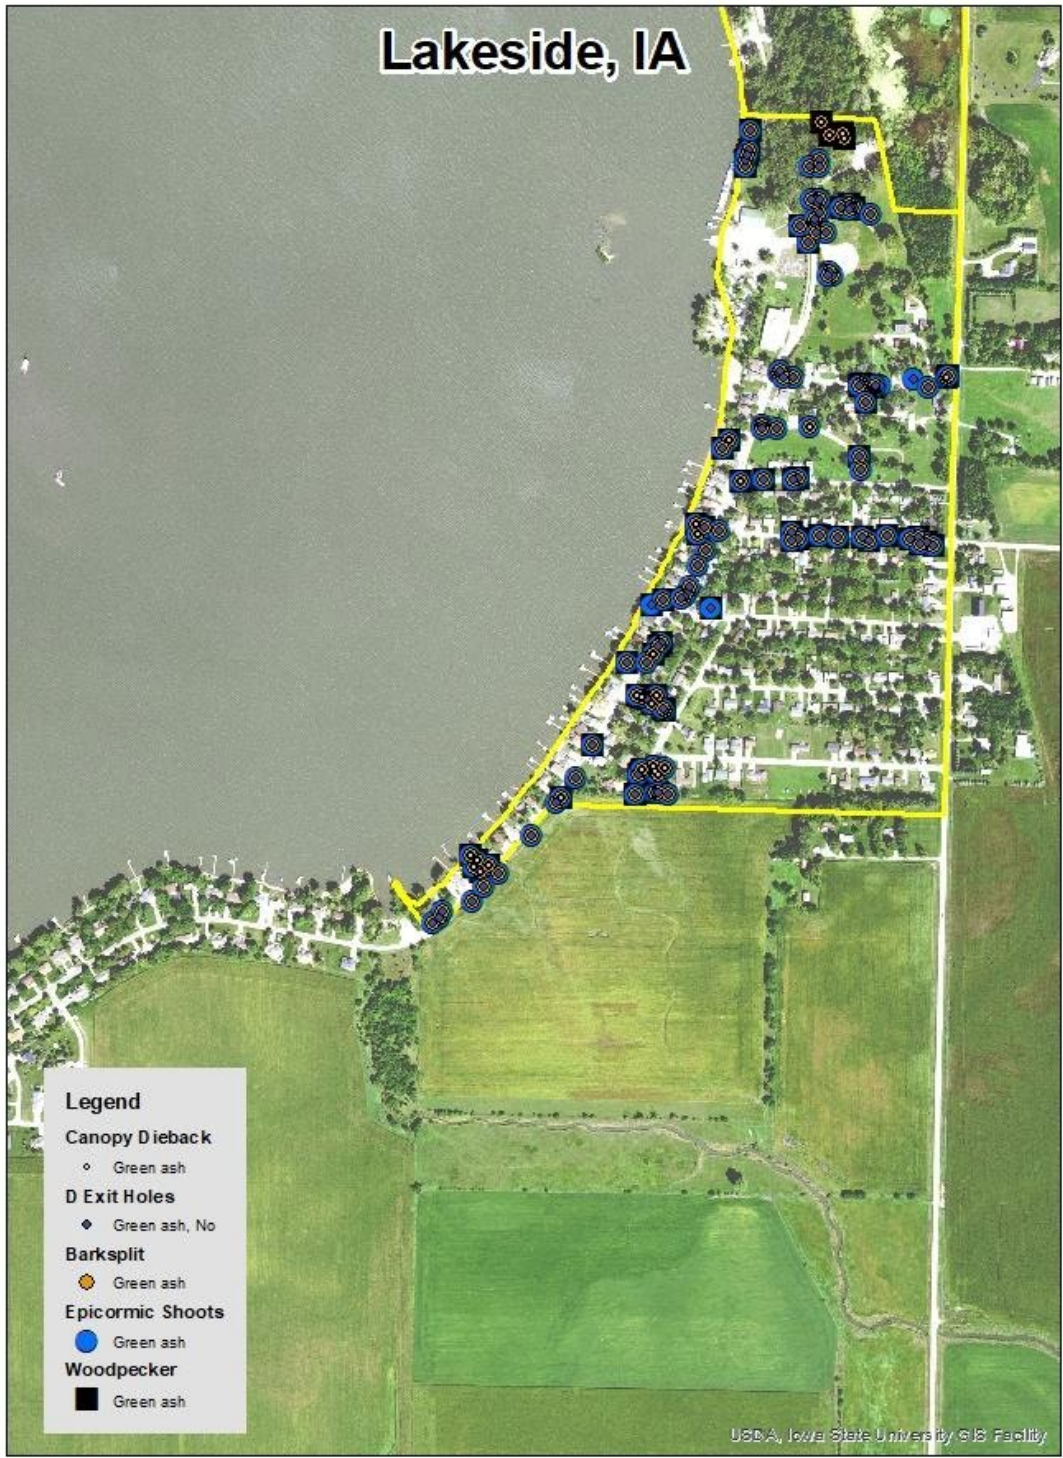 Lakeside, IA
Legend
Canopy Dieback
Green ash
D Exit Holes
Green ash, No
Barksplit
Green ash
Epicormic Shoots
Green ash
Woodpecker
Green ash
USDA, Iowa State University GIS Facility